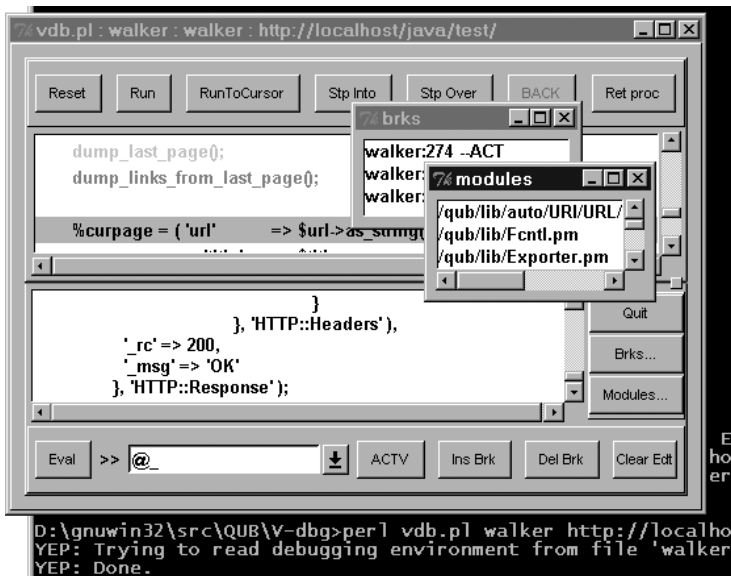 vdb.pl : walker : walker : http://localhost/java/test/
Reset Run RunToCursor Stp Into Stp Over BACK Ret proc
brks
dump_last_page();
dump_links_from_last_page();
walker:274 --ACT
walker:
walker:
modules
/qub/lib/auto/URI/URL/
/qub/lib/Fcntl.pm
/qub/lib/Exporter.pm
%curpage = ( 'url' => $url->as_string(
}
}, 'HTTP::Headers' ),
'_rc' => 200,
'_msg' => 'OK'
}, 'HTTP::Response' );
Quit
Brks...
Modules...
Eval >> @_ ACTV Ins Brk Del Brk Clear Edt
E
ho
er
D:\gnuwin32\src\QUB\V-dbg>perl vdb.pl walker http://localho
YEP: Trying to read debugging environment from file 'walker
YEP: Done.